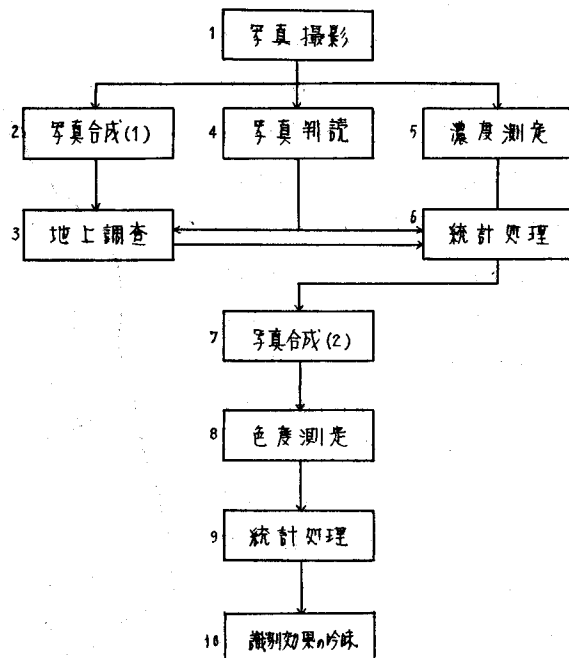 1 写真撮影
2 写真合成(1)
4 写真判読
5 濃度測定
3 地上調査
6 統計処理
7 写真合成(2)
8 色度測定
9 統計処理
10 識別効果の吟味